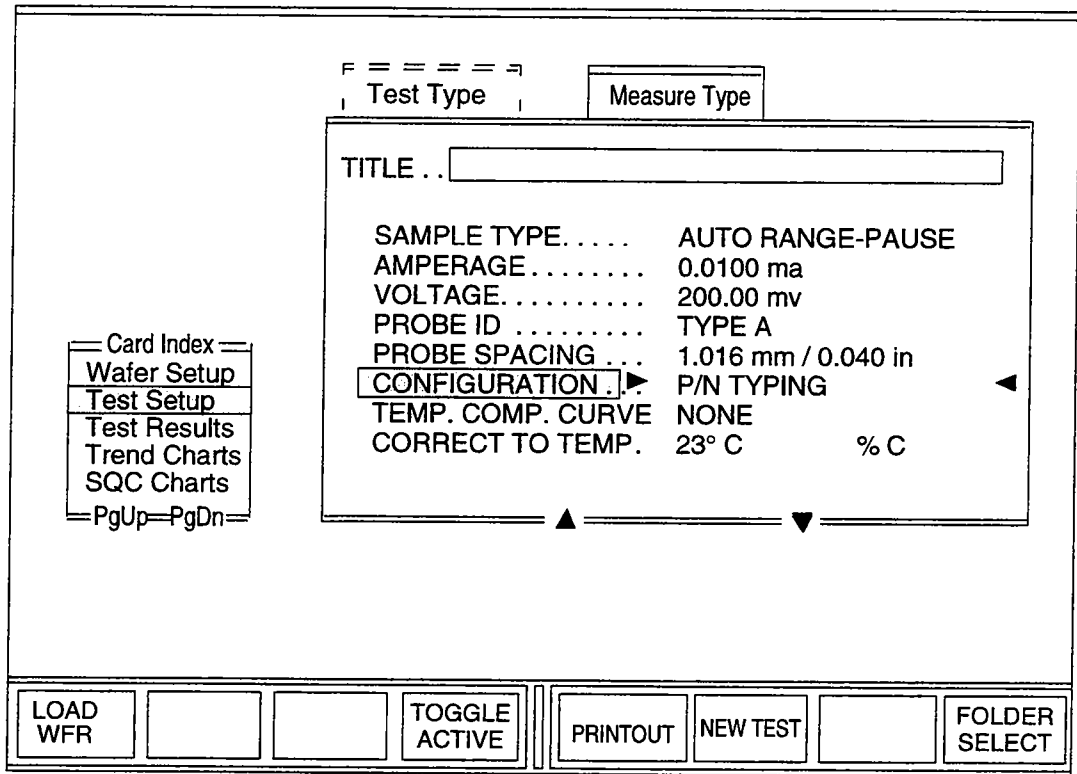 Test Type
Measure Type
TITLE . .
SAMPLE TYPE. . . . . AUTO RANGE-PAUSE
AMPERAGE. . . . . . . . 0.0100 ma
VOLTAGE. . . . . . . . . . 200.00 mv
PROBE ID . . . . . . . . . TYPE A
PROBE SPACING . . . 1.016 mm / 0.040 in
CONFIGURATION . . . ► P/N TYPING ◄
TEMP. COMP. CURVE NONE
CORRECT TO TEMP. 23° C % C
Card Index
Wafer Setup
Test Setup
Test Results
Trend Charts
SQC Charts
PgUp PgDn
LOAD WFR
TOGGLE ACTIVE
PRINTOUT
NEW TEST
FOLDER SELECT